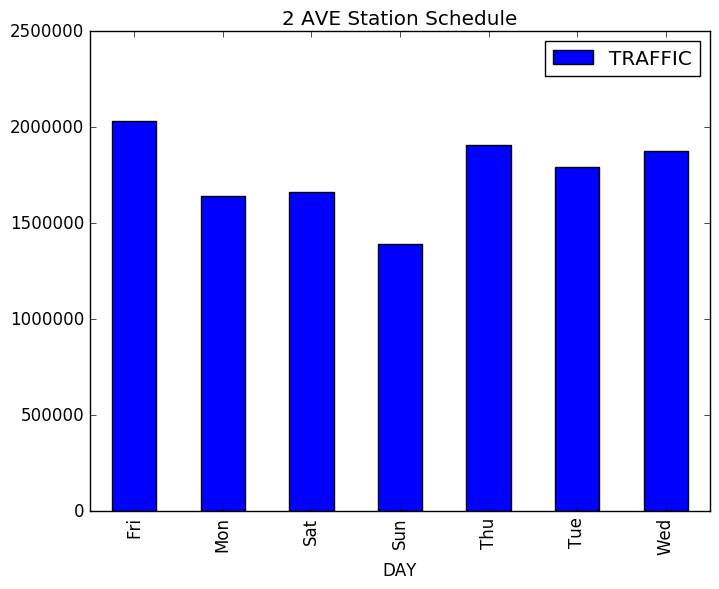 2 AVE Station Schedule
TRAFFIC
2500000
2000000
1500000
1000000
500000
0
Fri
Mon
Sat
Sun
Thu
Tue
Wed
DAY